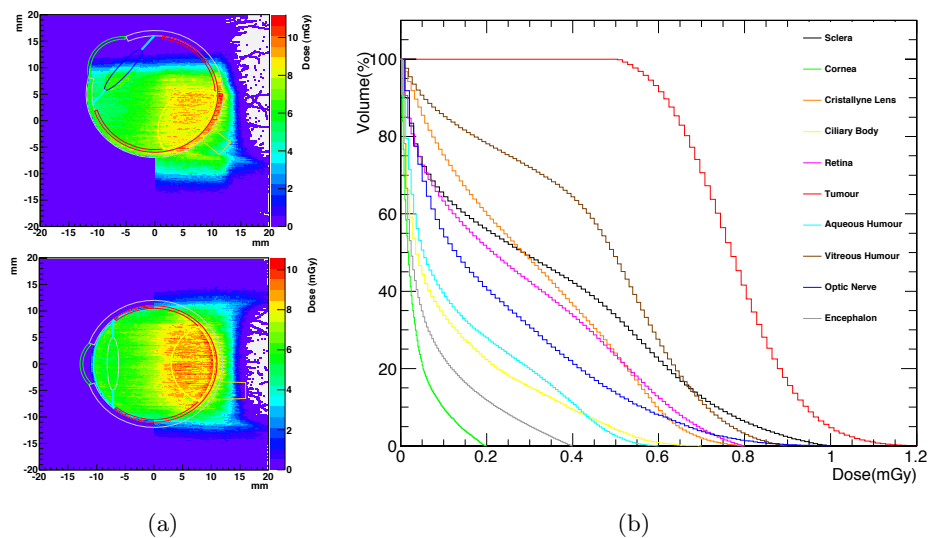 mm
20
15
10
5
0
-5
-10
-15
-20
20 -15 -10 -5 0 5 10 15 20
mm
10
8
6
4
2
0
Dose (mGy)
mm
20
15
10
5
0
-5
-10
-15
-20
20 -15 -10 -5 0 5 10 15 20
mm
10
8
6
4
2
0
Dose (mGy)
(a)
Volume(%)
100
80
60
40
20
0
0 0.2 0.4 0.6 0.8 1 1.2
Dose(mGy)
Sclera
Cornea
Cristallyne Lens
Ciliary Body
Retina
Tumour
Aqueous Humour
Vitreous Humour
Optic Nerve
Encephalon
(b)